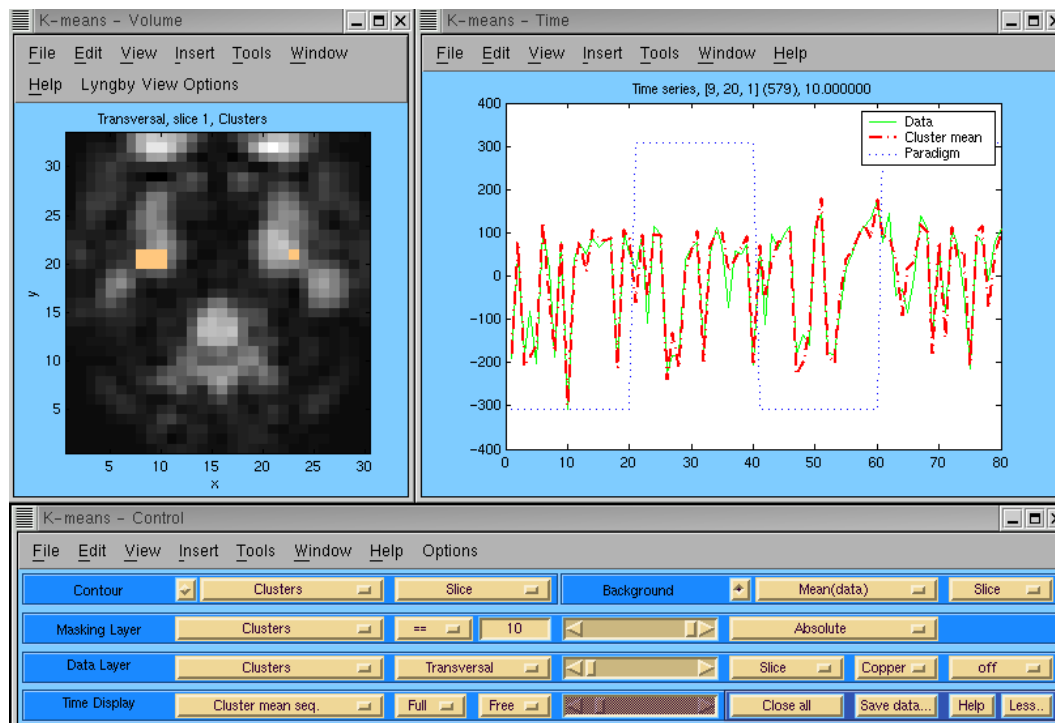 K-means - Volume
File Edit View Insert Tools Window
Help Lyngby View Options
Transversal, slice 1, Clusters
30
25
20
15
10
5
y
5 10 15 20 25 30
x
K-means - Time
File Edit View Insert Tools Window Help
Time series, [9, 20, 1] (579), 10.000000
400
300
200
100
0
-100
-200
-300
-400
0 10 20 30 40 50 60 70 80
Data
Cluster mean
Paradigm
K-means - Control
File Edit View Insert Tools Window Help Options
Contour Clusters Slice Background Mean(data) Slice
Masking Layer Clusters == 10 Absolute
Data Layer Clusters Transversal Slice Copper off
Time Display Cluster mean seq. Full Free Close all Save data... Help Less..